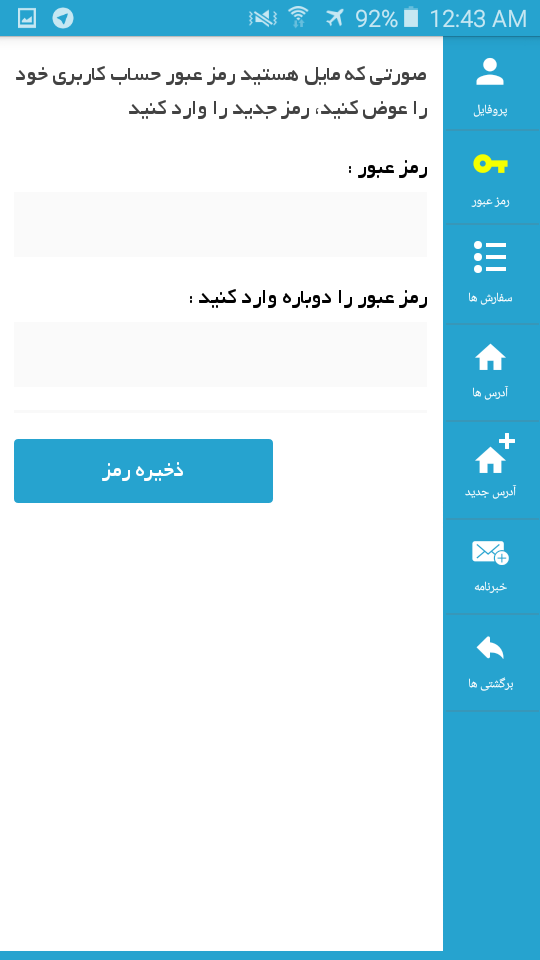 92% 12:43 AM
صورتی که مایل هستید رمز عبور حساب کاربری خود
را عوض کنید، رمز جدید را وارد کنید
رمز عبور :
رمز عبور را دوباره وارد کنید :
ذخیره رمز
پروفایل
رمز عبور
سفارش ها
آدرس ها
آدرس جدید
خبرنامه
برگشتی ها